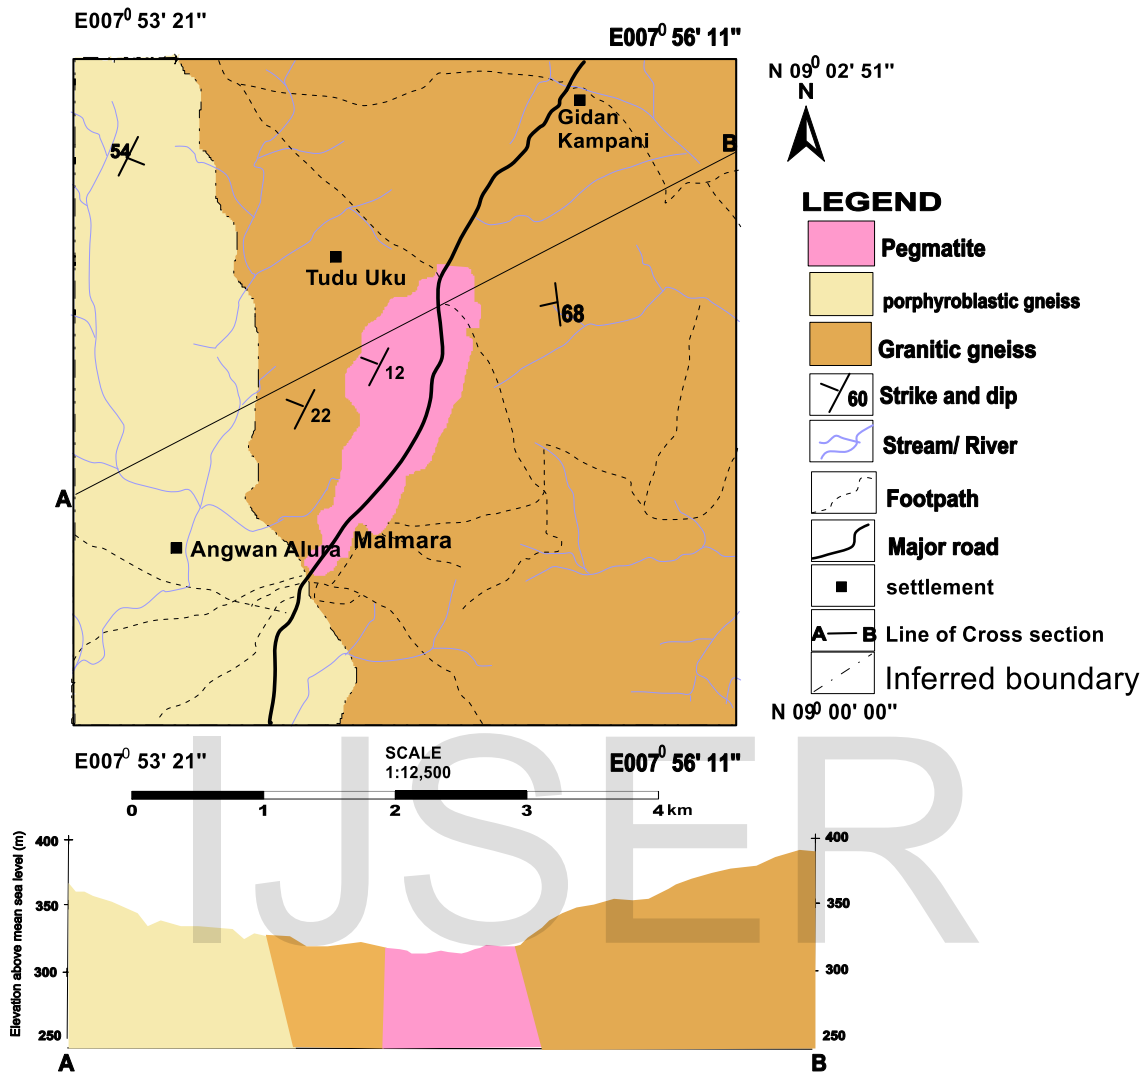 E007⁰ 53' 21"
E007⁰ 56' 11"
N 09⁰ 02' 51"
N
Gidan
Kampani
B
54
LEGEND
Pegmatite
Tudu Uku
porphyroblastic gneiss
68
Granitic gneiss
12
60
Strike and dip
22
Stream/ River
A
Footpath
Angwan Alura
Malmara
Major road
settlement
A B
Line of Cross section
Inferred boundary
N 09⁰ 00' 00"
E007⁰ 53' 21"
SCALE
1:12,500
E007⁰ 56' 11"
0 1 2 3 4 km
IJSER
Elevation above mean sea level (m)
400
350
300
250
400
350
300
250
A
B